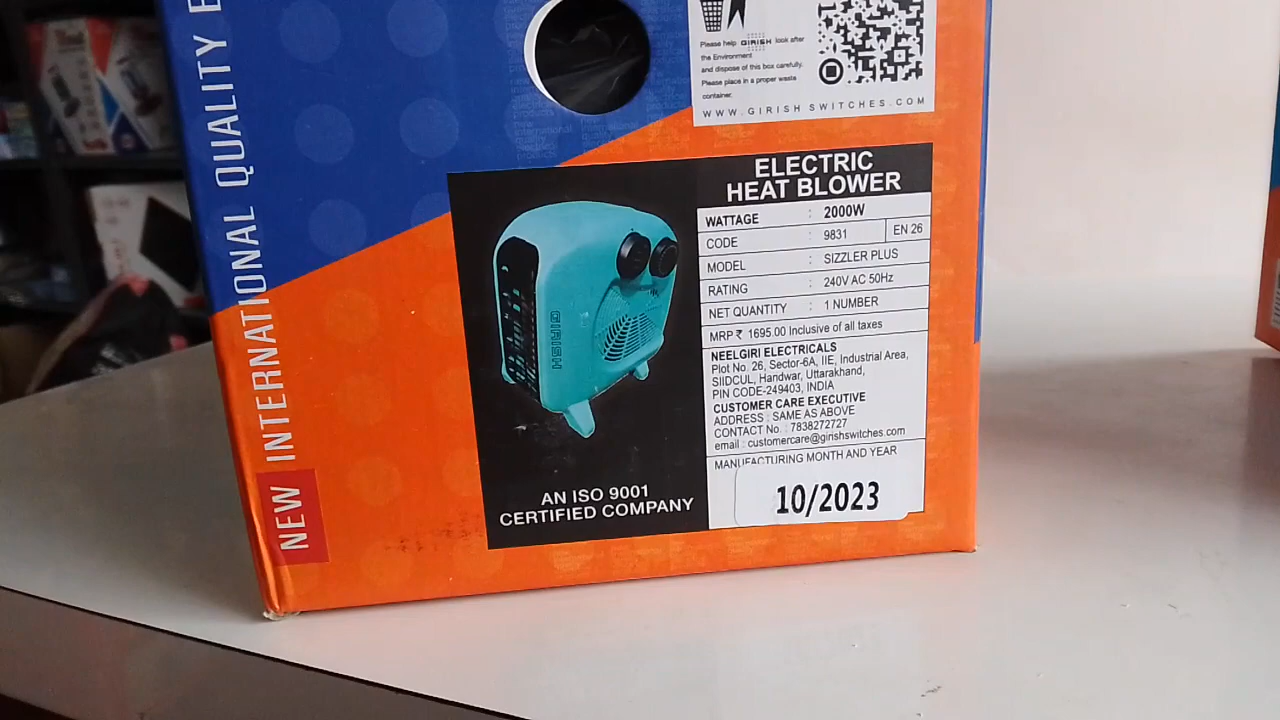 NEW INTERNATIONAL QUALITY E
Please help GIRISH look after
the Environment
and dispose of this box carefully.
Please place in a proper waste
container.
WWW.GIRISH SWITCHES.COM
ELECTRIC
HEAT BLOWER
WATTAGE : 2000W
CODE : 9831 EN 26
MODEL : SIZZLER PLUS
RATING : 240V AC 50Hz
NET QUANTITY : 1 NUMBER
MRP ₹ 1695.00 Inclusive of all taxes
NEELGIRI ELECTRICALS
Plot No. 26, Sector-6A, IIE, Industrial Area,
SIIDCUL, Handwar, Uttarakhand,
PIN CODE-249403, INDIA
CUSTOMER CARE EXECUTIVE
ADDRESS : SAME AS ABOVE
CONTACT No. : 7838272727
email : customercare@girishswitches.com
MANUFACTURING MONTH AND YEAR
10/2023
GIRISH
AN ISO 9001
CERTIFIED COMPANY